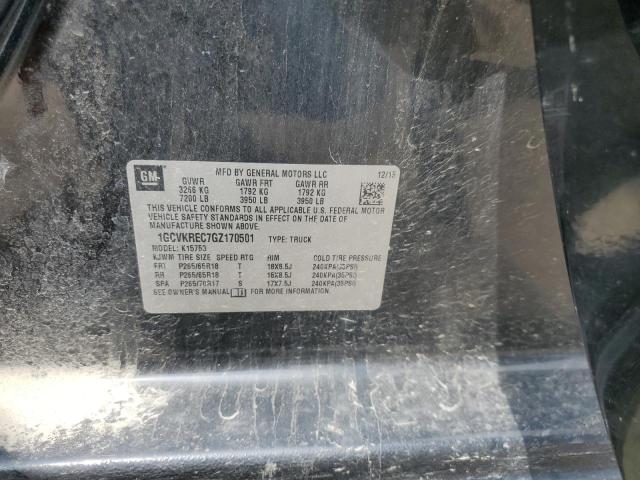 GM
MFD BY GENERAL MOTORS LLC
12/15
GVWR GAWR FRT GAWR RR
3266 KG 1792 KG 1792 KG
7200 LB 3950 LB 3950 LB
THIS VEHICLE CONFORMS TO ALL APPLICABLE U.S. FEDERAL MOTOR
VEHICLE SAFETY STANDARDS IN EFFECT ON THE DATE OF
MANUFACTURE SHOWN ABOVE.
1GCVKREC7GZ170501 TYPE: TRUCK
MODEL: K15753
KJWM TIRE SIZE SPEED RTG RIM COLD TIRE PRESSURE
FRT P265/65R18 T 18X8.5J 240KPA(35PSI)
RR P265/65R18 T 18X8.5J 240KPA(35PSI)
SPA P265/70R17 S 17X7.5J 240KPA(35PSI)
SEE OWNER'S MANUAL FOR ADDITIONAL INFORMATION.